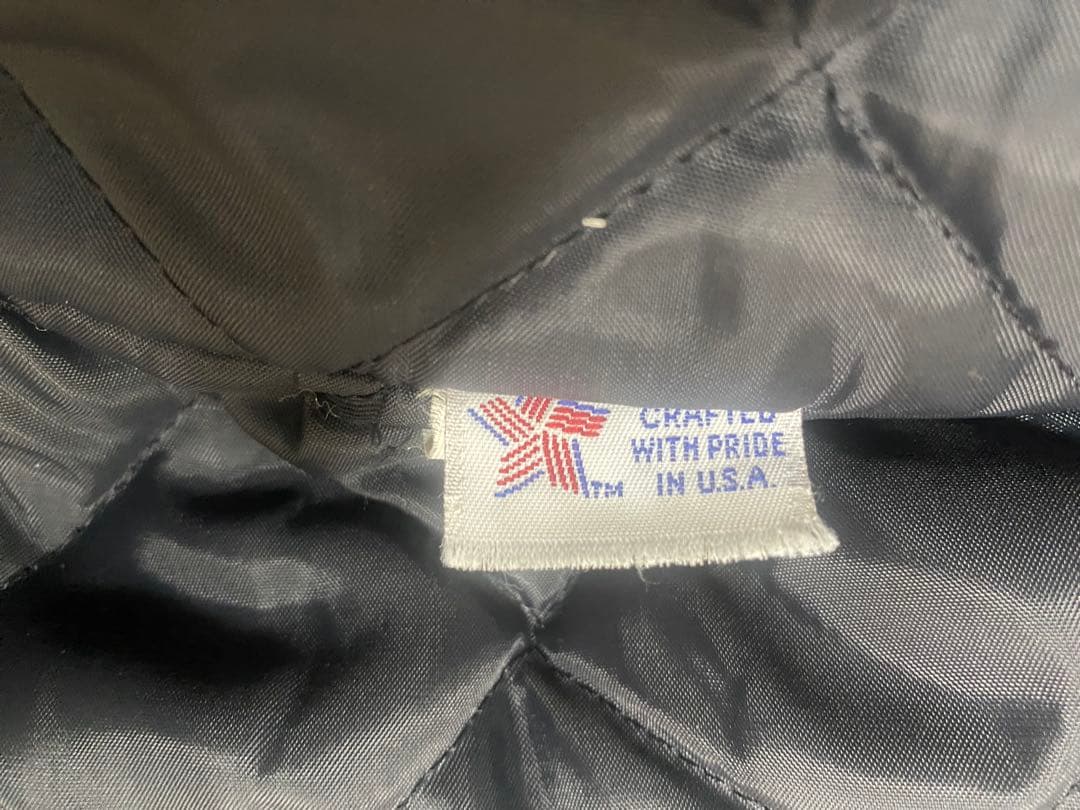 CRAFTED
WITH PRIDE
IN U.S.A.
TM